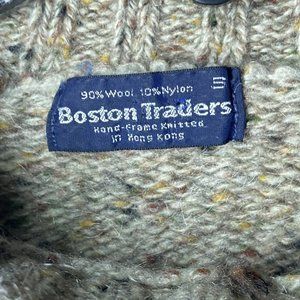 90% Wool 10% Nylon
Boston Traders
Hand-Frame Knitted
In Hong Kong